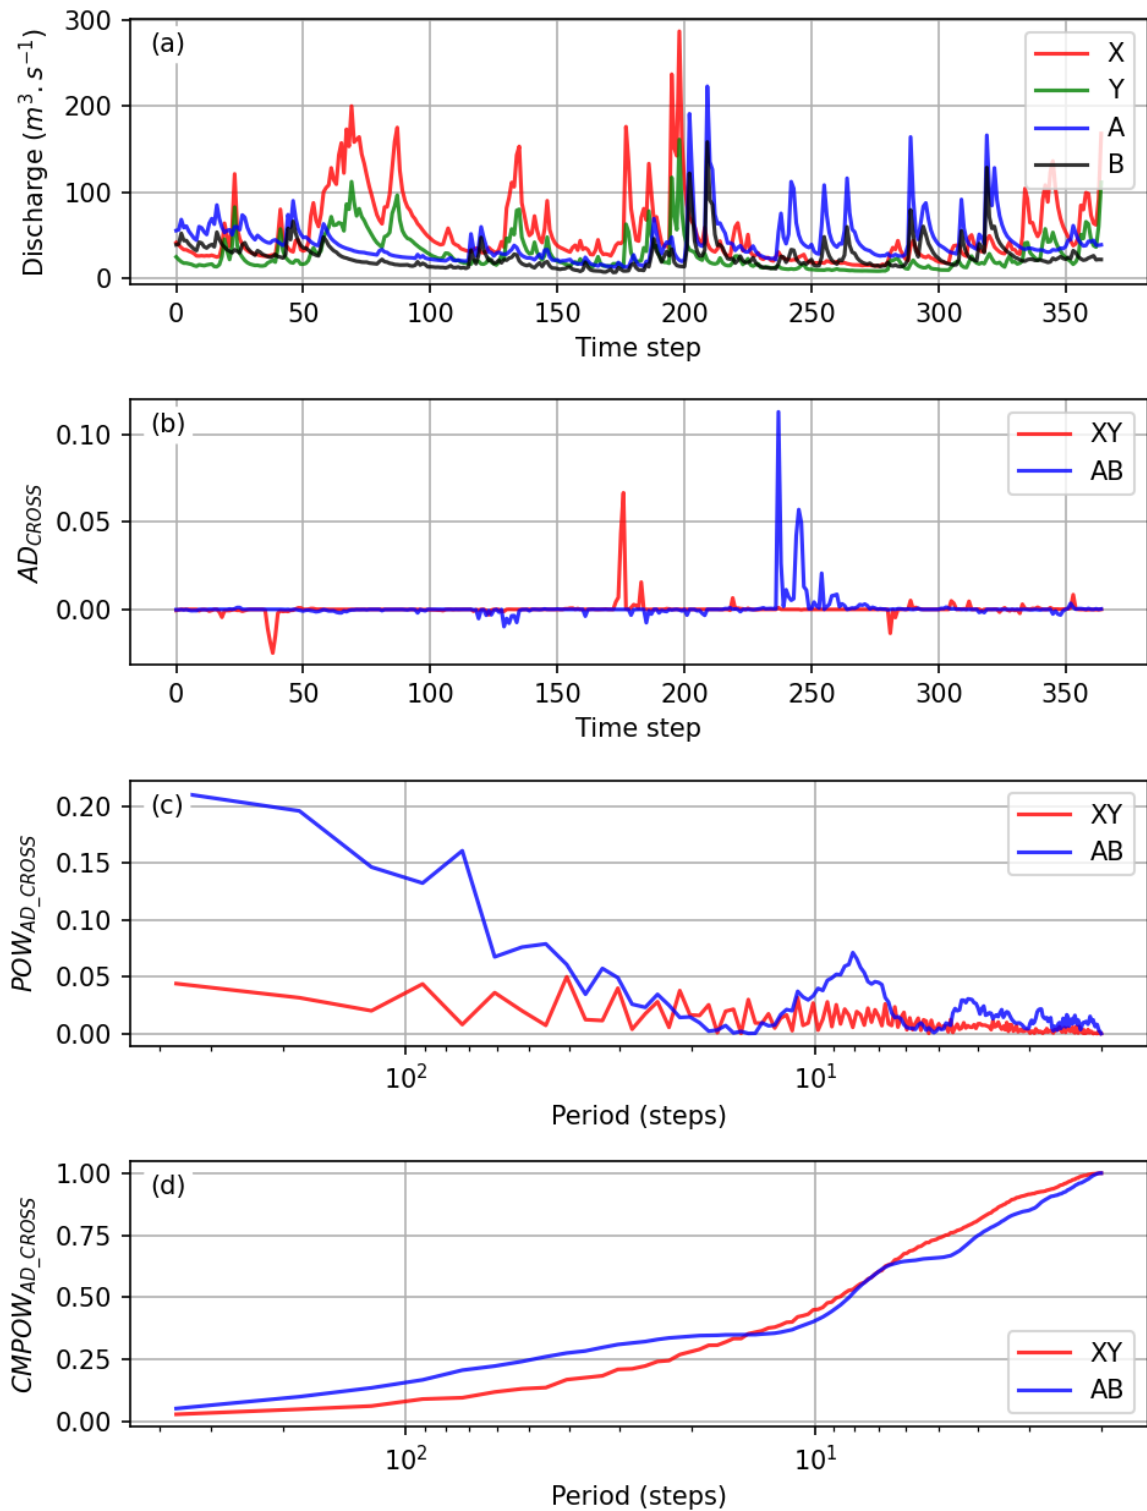 300
(a)
X
Y
A
B
200
100
0
Discharge (m³. s⁻¹)
0 50 100 150 200 250 300 350
Time step
(b)
XY
AB
0.10
0.05
0.00
AD_CROSS
0 50 100 150 200 250 300 350
Time step
(c)
XY
AB
0.20
0.15
0.10
0.05
0.00
POW_AD_CROSS
10² 10¹
Period (steps)
(d)
1.00
0.75
0.50
0.25
0.00
CMPOW_AD_CROSS
XY
AB
10² 10¹
Period (steps)